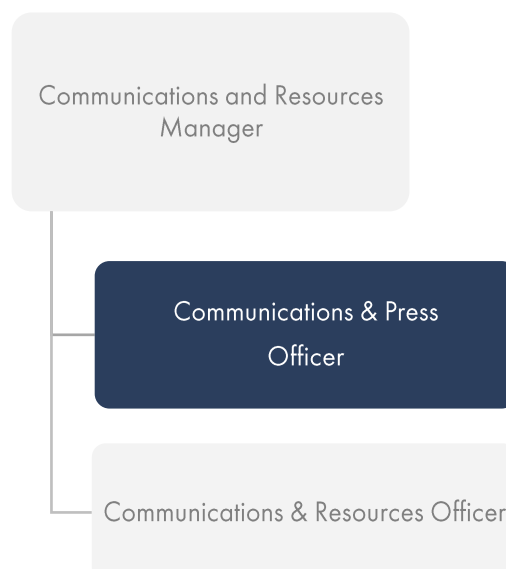 Communications and Resources
Manager
Communications & Press
Officer
Communications & Resources Officer